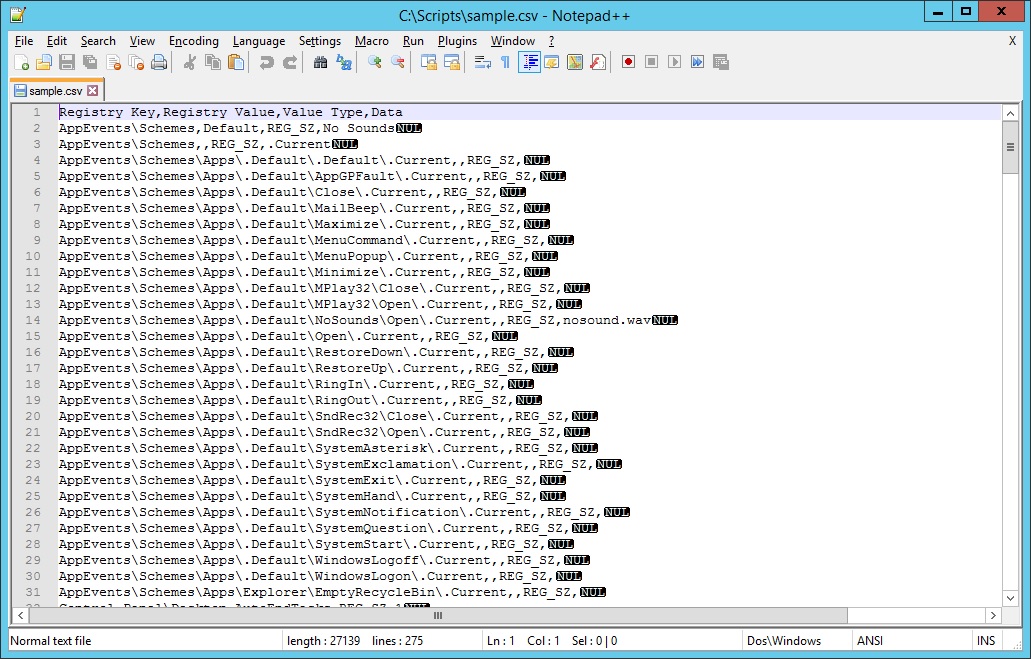 C:\Scripts\sample.csv - Notepad++
File Edit Search View Encoding Language Settings Macro Run Plugins Window ? X
sample.csv
1 Registry Key,Registry Value,Value Type,Data
2 AppEvents\Schemes,Default,REG_SZ,No SoundsNUL
3 AppEvents\Schemes,,REG_SZ,.CurrentNUL
4 AppEvents\Schemes\Apps\.Default\.Default\.Current,,REG_SZ,NUL
5 AppEvents\Schemes\Apps\.Default\AppGPFault\.Current,,REG_SZ,NUL
6 AppEvents\Schemes\Apps\.Default\Close\.Current,,REG_SZ,NUL
7 AppEvents\Schemes\Apps\.Default\MailBeep\.Current,,REG_SZ,NUL
8 AppEvents\Schemes\Apps\.Default\Maximize\.Current,,REG_SZ,NUL
9 AppEvents\Schemes\Apps\.Default\MenuCommand\.Current,,REG_SZ,NUL
10 AppEvents\Schemes\Apps\.Default\MenuPopup\.Current,,REG_SZ,NUL
11 AppEvents\Schemes\Apps\.Default\Minimize\.Current,,REG_SZ,NUL
12 AppEvents\Schemes\Apps\.Default\MPlay32\Close\.Current,,REG_SZ,NUL
13 AppEvents\Schemes\Apps\.Default\MPlay32\Open\.Current,,REG_SZ,NUL
14 AppEvents\Schemes\Apps\.Default\NoSounds\Open\.Current,,REG_SZ,nosound.wavNUL
15 AppEvents\Schemes\Apps\.Default\Open\.Current,,REG_SZ,NUL
16 AppEvents\Schemes\Apps\.Default\RestoreDown\.Current,,REG_SZ,NUL
17 AppEvents\Schemes\Apps\.Default\RestoreUp\.Current,,REG_SZ,NUL
18 AppEvents\Schemes\Apps\.Default\RingIn\.Current,,REG_SZ,NUL
19 AppEvents\Schemes\Apps\.Default\RingOut\.Current,,REG_SZ,NUL
20 AppEvents\Schemes\Apps\.Default\SndRec32\Close\.Current,,REG_SZ,NUL
21 AppEvents\Schemes\Apps\.Default\SndRec32\Open\.Current,,REG_SZ,NUL
22 AppEvents\Schemes\Apps\.Default\SystemAsterisk\.Current,,REG_SZ,NUL
23 AppEvents\Schemes\Apps\.Default\SystemExclamation\.Current,,REG_SZ,NUL
24 AppEvents\Schemes\Apps\.Default\SystemExit\.Current,,REG_SZ,NUL
25 AppEvents\Schemes\Apps\.Default\SystemHand\.Current,,REG_SZ,NUL
26 AppEvents\Schemes\Apps\.Default\SystemNotification\.Current,,REG_SZ,NUL
27 AppEvents\Schemes\Apps\.Default\SystemQuestion\.Current,,REG_SZ,NUL
28 AppEvents\Schemes\Apps\.Default\SystemStart\.Current,,REG_SZ,NUL
29 AppEvents\Schemes\Apps\.Default\WindowsLogoff\.Current,,REG_SZ,NUL
30 AppEvents\Schemes\Apps\.Default\WindowsLogon\.Current,,REG_SZ,NUL
31 AppEvents\Schemes\Apps\Explorer\EmptyRecycleBin\.Current,,REG_SZ,NUL
Normal text file length : 27139 lines : 275 Ln : 1 Col : 1 Sel : 0 | 0 Dos\Windows ANSI INS